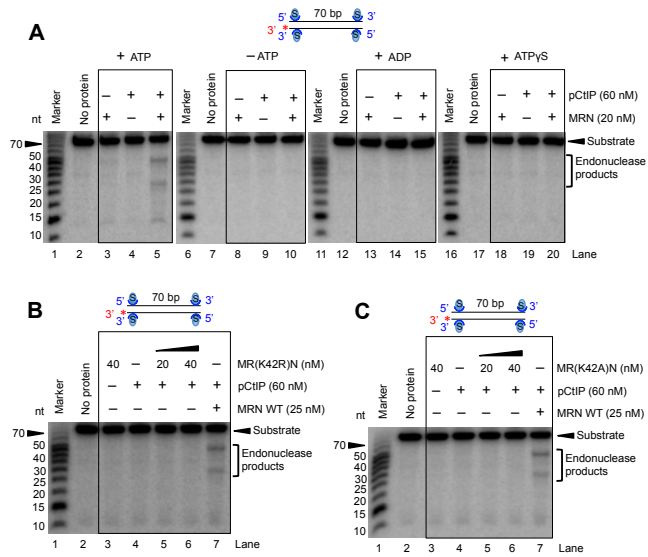 A
70 bp
5' S S 3'
3' * 3' S S 5'
+ ATP
− ATP
+ ADP
+ ATPγS
Marker No protein − + + Marker No protein − + + Marker No protein − + + Marker No protein − + + pCtIP (60 nM)
nt + − + + − + + − + + − + MRN (20 nM)
70 Substrate
50
40
30
25
20
15
10
Endonuclease
products
1 2 3 4 5 6 7 8 9 10 11 12 13 14 15 16 17 18 19 20 Lane
B
70 bp
5' S S 3'
3' * 3' S S 5'
Marker No protein 40 − 20 40 − MR(K42R)N (nM)
− + + + + pCtIP (60 nM)
nt − − − − + MRN WT (25 nM)
70 Substrate
50
40
30
25
20
15
10
Endonuclease
products
1 2 3 4 5 6 7 Lane
C
70 bp
5' S S 3'
3' * 3' S S 5'
Marker No protein 40 − 20 40 − MR(K42A)N (nM)
− + + + + pCtIP (60 nM)
nt − − − − + MRN WT (25 nM)
70 Substrate
50
40
30
25
20
15
10
Endonuclease
products
1 2 3 4 5 6 7 Lane